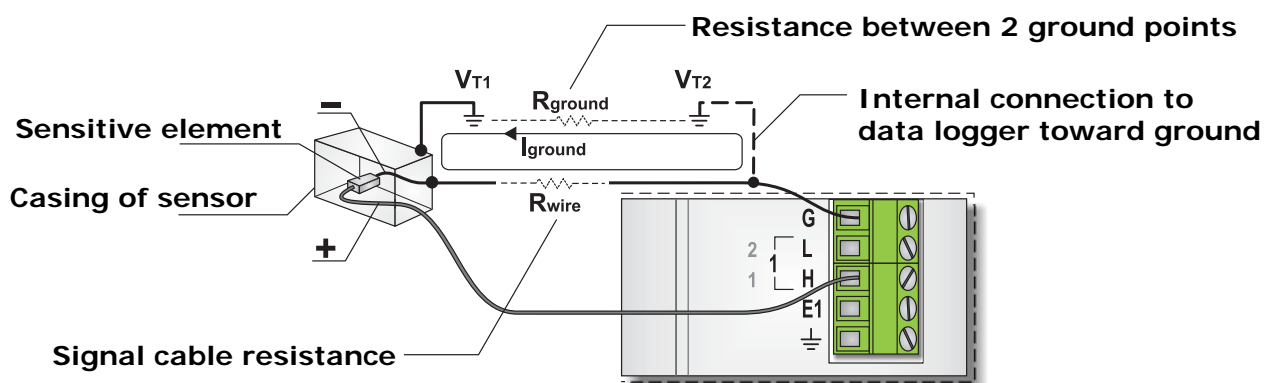 Resistance between 2 ground points
VT1
VT2
Rground
Internal connection to
data logger toward ground
−
Sensitive element
Iground
Casing of sensor
Rwire
+
G
2
L
1
1
H
E1
Signal cable resistance